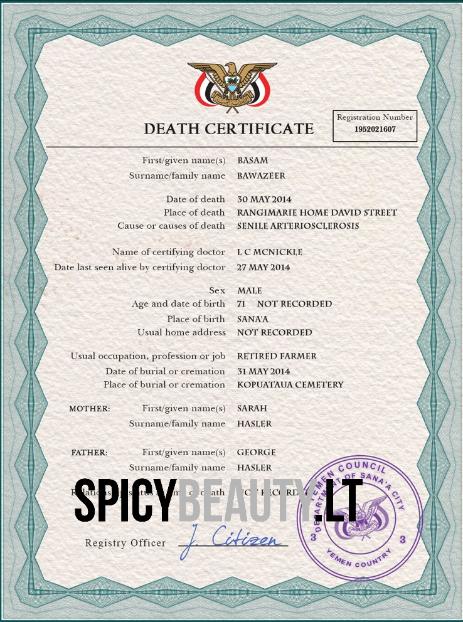 Registration Number
1952021607
DEATH CERTIFICATE
First/given name(s) BASAM
Surname/family name BAWAZEER
Date of death 30 MAY 2014
Place of death RANGIMARIE HOME DAVID STREET
Cause or causes of death SENILE ARTERIOSCLEROSIS
Name of certifying doctor L C MCNICKLE
Date last seen alive by certifying doctor 27 MAY 2014
Sex MALE
Age and date of birth 71 NOT RECORDED
Place of birth SANA'A
Usual home address NOT RECORDED
Usual occupation, profession or job RETIRED FARMER
Date of burial or cremation 31 MAY 2014
Place of burial or cremation KOPUATAUA CEMETERY
MOTHER: First/given name(s) SARAH
Surname/family name HASLER
FATHER: First/given name(s) GEORGE
Surname/family name HASLER
death
SPICYBEAUTY.LT
Registry Officer J. Citizen
YEMEN COUNCIL
DEPARTMENT OF SANA'A CITY
3 3
YEMEN COUNTRY